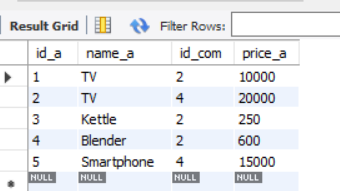 Result Grid Filter Rows:
id_a name_a id_com price_a
1 TV 2 10000
2 TV 4 20000
3 Kettle 2 250
4 Blender 2 600
5 Smartphone 4 15000
NULL NULL NULL NULL